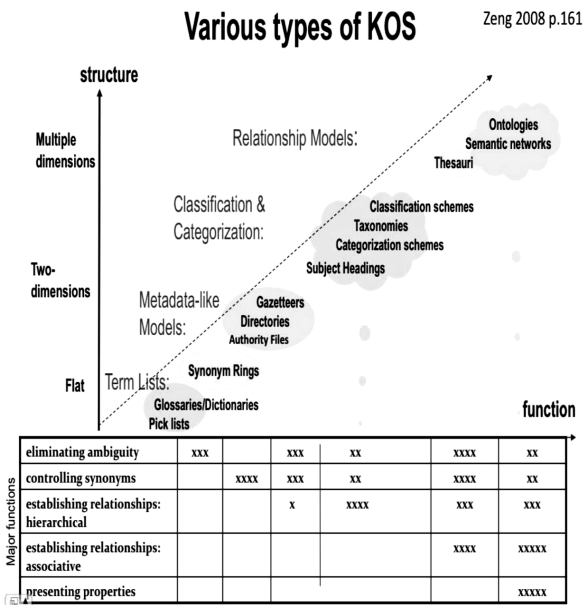 Various types of KOS
Zeng 2008 p.161
structure
Multiple
dimensions
Relationship Models:
Ontologies
Semantic networks
Thesauri
Classification &
Categorization:
Classification schemes
Taxonomies
Categorization schemes
Subject Headings
Two-
dimensions
Metadata-like
Models:
Gazetteers
Directories
Authority Files
Flat
Term Lists:
Synonym Rings
Glossaries/Dictionaries
Pick lists
function
Major functions
eliminating ambiguity xxx xxx xx xxxx xx
controlling synonyms xxxx xxx xx xxxx xx
establishing relationships:
hierarchical x xxxx xxx xxx
establishing relationships:
associative xxxx xxxxx
presenting properties xxxxx